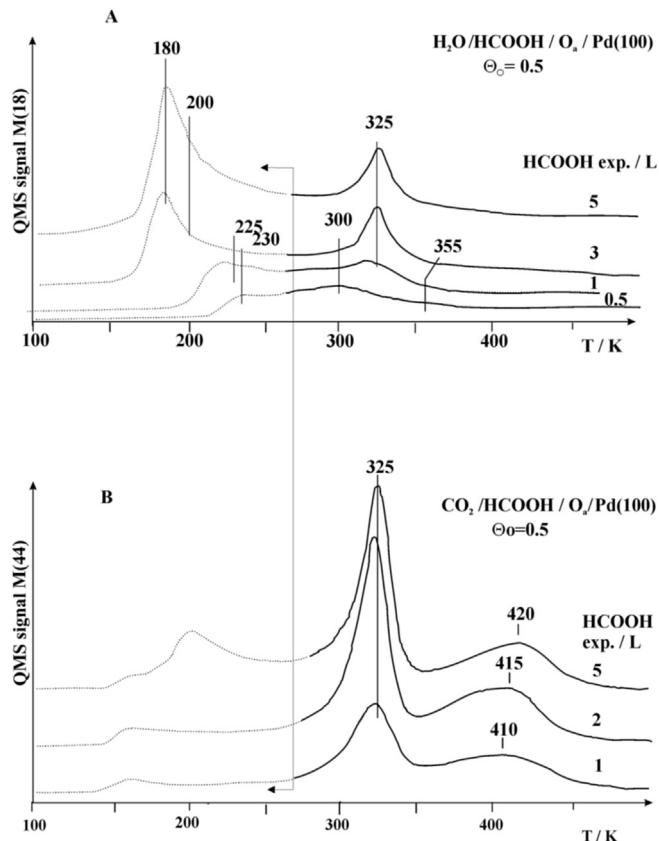 A
H₂O/HCOOH / Oₐ / Pd(100)
Θ₀= 0.5
180
200
325
HCOOH exp. / L
QMS signal M(18)
225
230
300
355
5
3
1
0.5
100
200
300
400
T / K
B
325
CO₂ /HCOOH / Oₐ/Pd(100)
Θo=0.5
QMS signal M(44)
420
415
410
HCOOH
exp. / L
5
2
1
100
200
300
400
T / K